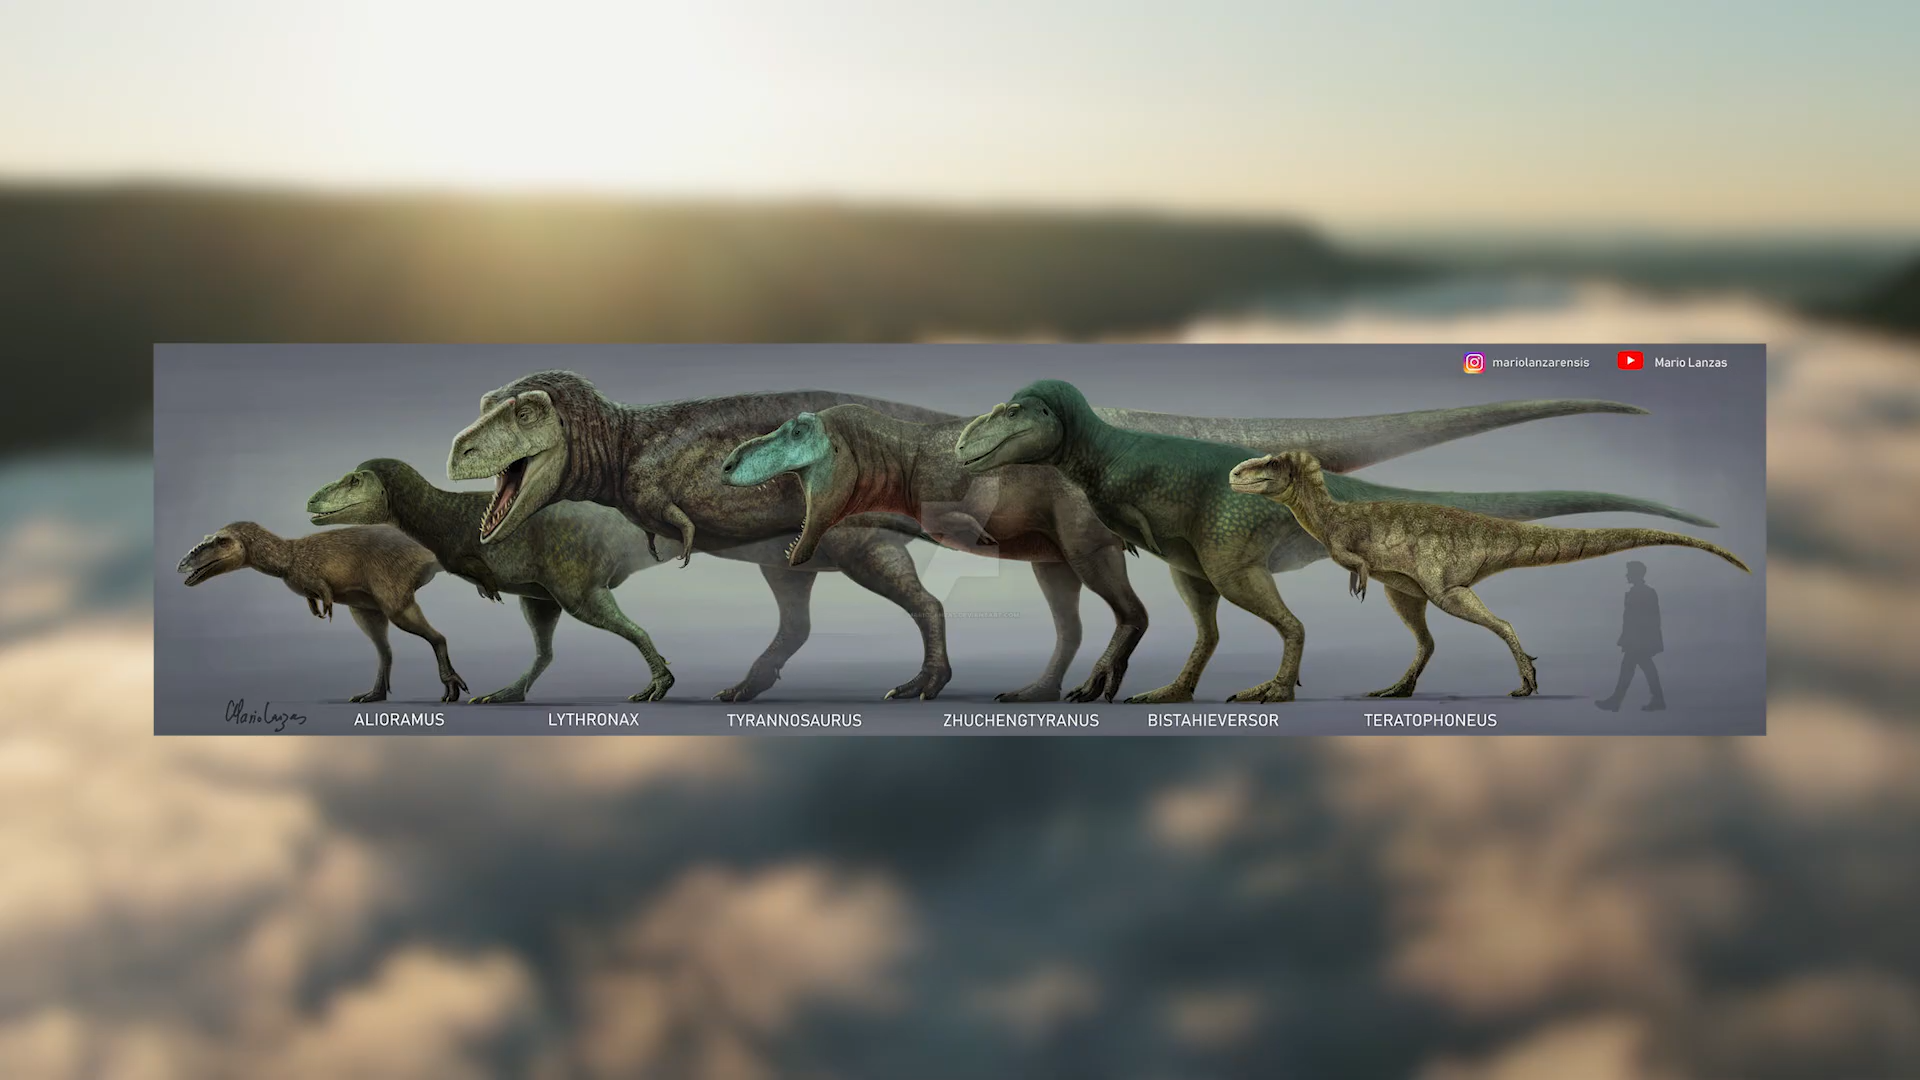 mariolanzarensis
Mario Lanzas
Mario Lanzas
ALIORAMUS
LYTHRONAX
TYRANNOSAURUS
ZHUCHENGTYRANUS
BISTAHIEVERSOR
TERATOPHONEUS